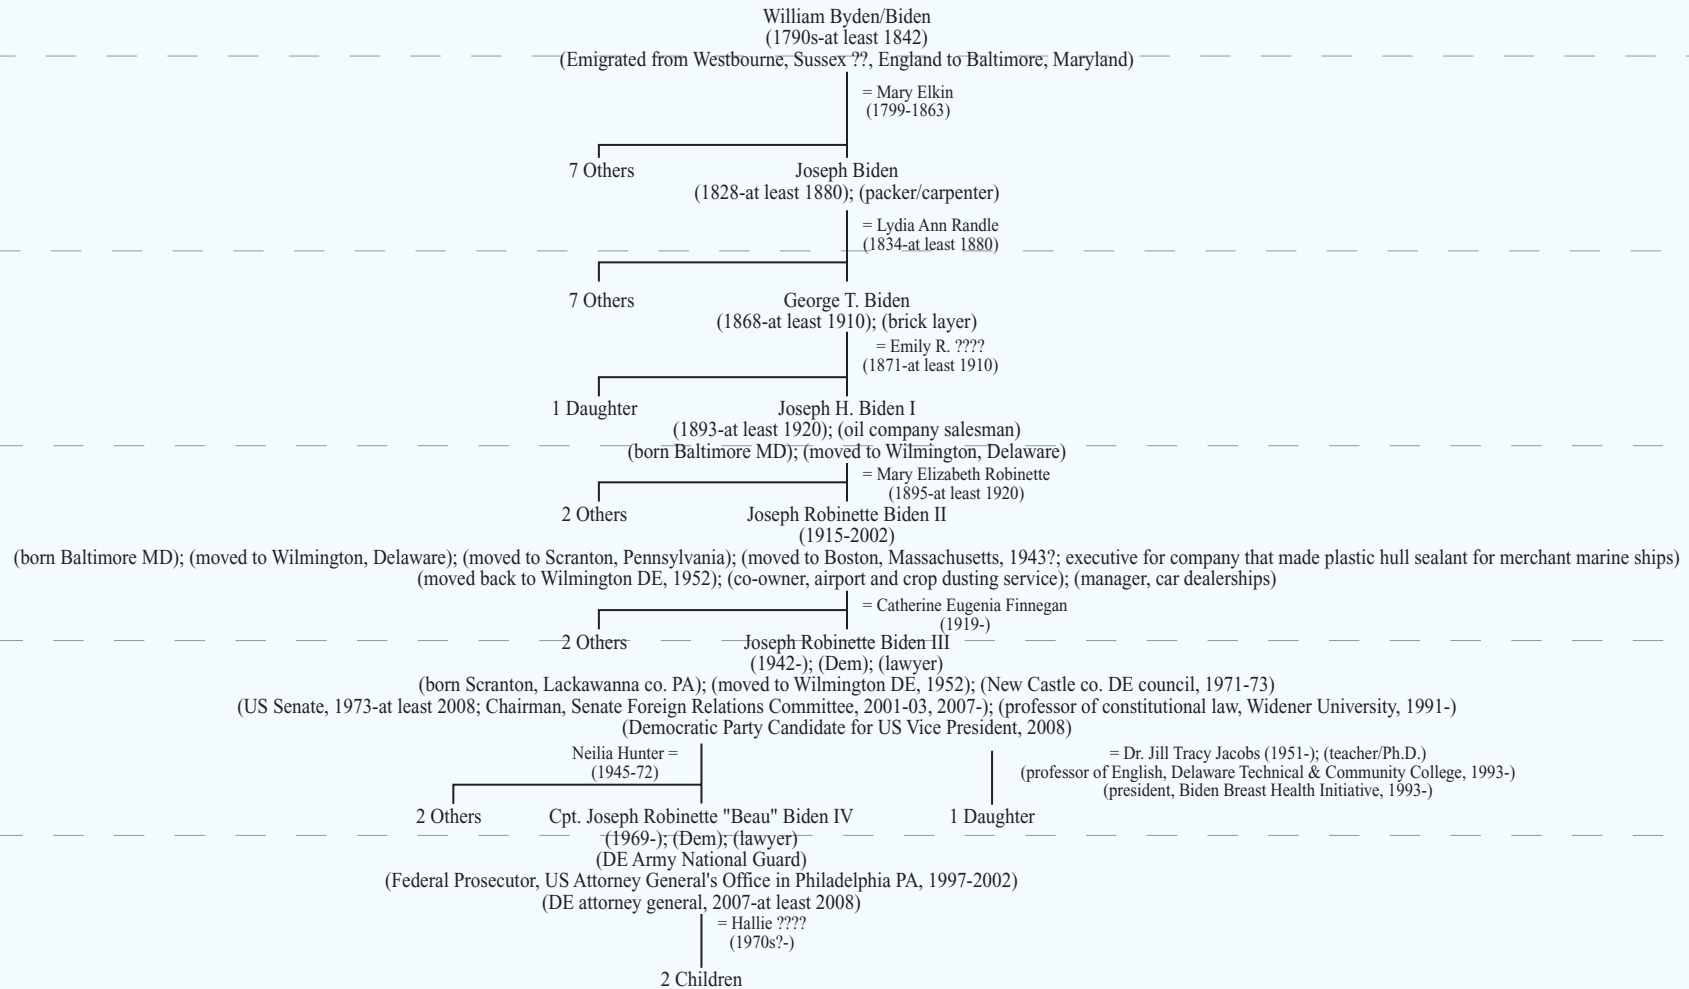 William Byden/Biden
(1790s-at least 1842)
(Emigrated from Westbourne, Sussex ??, England to Baltimore, Maryland)
= Mary Elkin
(1799-1863)
7 Others
Joseph Biden
(1828-at least 1880); (packer/carpenter)
= Lydia Ann Randle
(1834-at least 1880)
7 Others
George T. Biden
(1868-at least 1910); (brick layer)
= Emily R. ????
(1871-at least 1910)
1 Daughter
Joseph H. Biden I
(1893-at least 1920); (oil company salesman)
(born Baltimore MD); (moved to Wilmington, Delaware)
= Mary Elizabeth Robinette
(1895-at least 1920)
2 Others
Joseph Robinette Biden II
(1915-2002)
(born Baltimore MD); (moved to Wilmington, Delaware); (moved to Scranton, Pennsylvania); (moved to Boston, Massachusetts, 1943?; executive for company that made plastic hull sealant for merchant marine ships)
(moved back to Wilmington DE, 1952); (co-owner, airport and crop dusting service); (manager, car dealerships)
= Catherine Eugenia Finnegan
(1919-)
2 Others
Joseph Robinette Biden III
(1942-); (Dem); (lawyer)
(born Scranton, Lackawanna co. PA); (moved to Wilmington DE, 1952); (New Castle co. DE council, 1971-73)
(US Senate, 1973-at least 2008; Chairman, Senate Foreign Relations Committee, 2001-03, 2007-); (professor of constitutional law, Widener University, 1991-)
(Democratic Party Candidate for US Vice President, 2008)
Neilia Hunter =
(1945-72)
= Dr. Jill Tracy Jacobs (1951-); (teacher/Ph.D.)
(professor of English, Delaware Technical & Community College, 1993-)
(president, Biden Breast Health Initiative, 1993-)
2 Others
Cpt. Joseph Robinette "Beau" Biden IV
1 Daughter
(1969-); (Dem); (lawyer)
(DE Army National Guard)
(Federal Prosecutor, US Attorney General's Office in Philadelphia PA, 1997-2002)
(DE attorney general, 2007-at least 2008)
= Hallie ????
(1970s?-)
2 Children